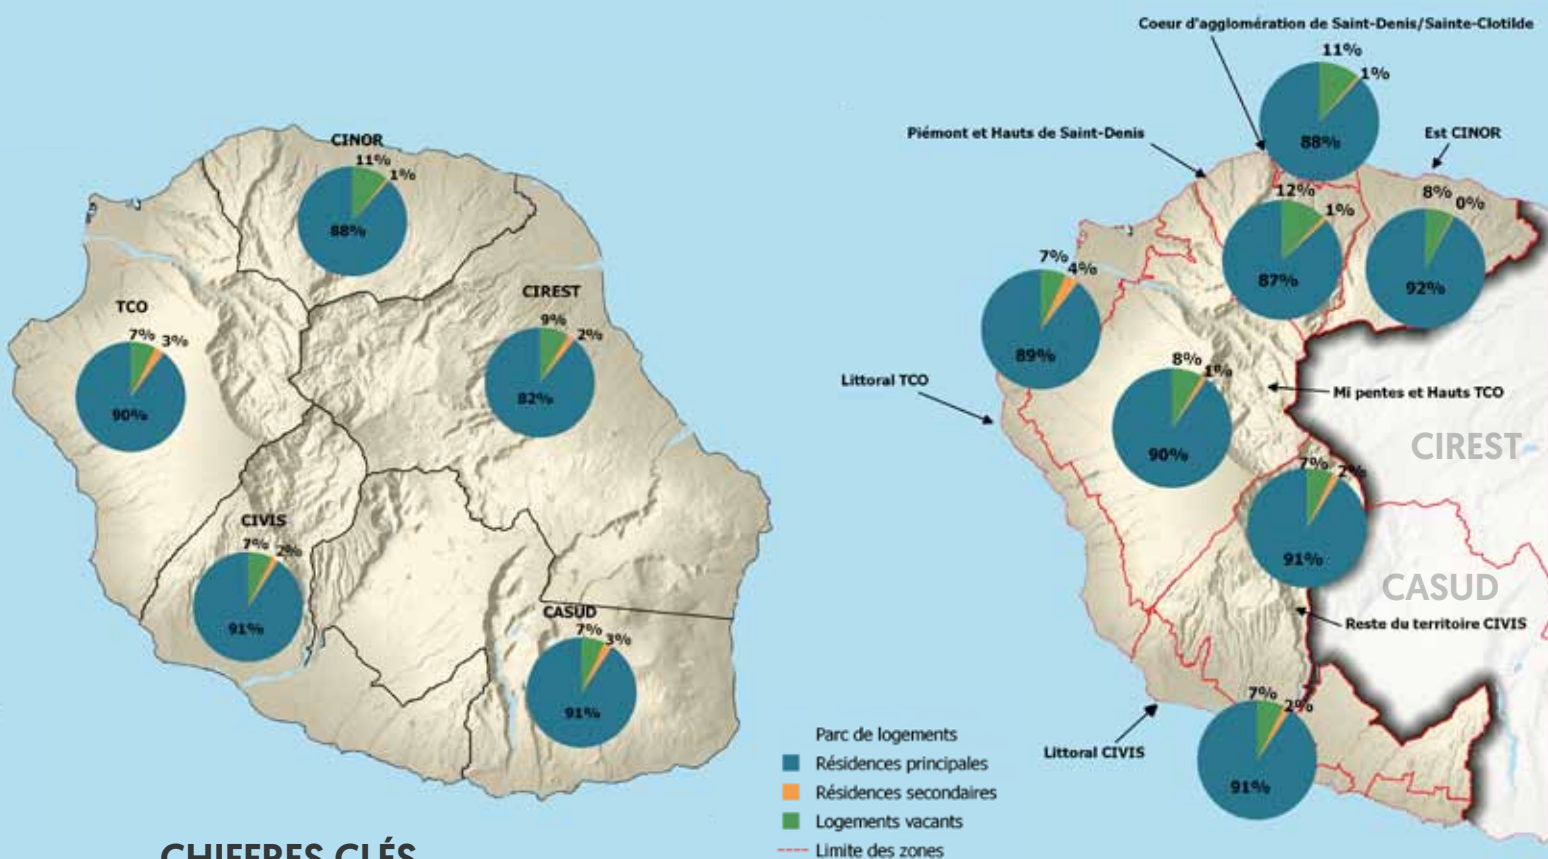 CINOR
11%
1%
88%
TCO
7%
3%
90%
CIREST
9%
2%
82%
CIVIS
7%
2%
91%
CASUD
7%
3%
91%
CHIFFRES CLÉS
Coeur d'agglomération de Saint-Denis/Sainte-Clotilde
11%
1%
88%
Piémont et Hauts de Saint-Denis
12%
1%
87%
Est CINOR
8%
0%
92%
7%
4%
89%
Littoral TCO
8%
1%
90%
Mi pentes et Hauts TCO
CIREST
7%
2%
91%
CASUD
Reste du territoire CIVIS
7%
2%
91%
Littoral CIVIS
Parc de logements
Résidences principales
Résidences secondaires
Logements vacants
Limite des zones